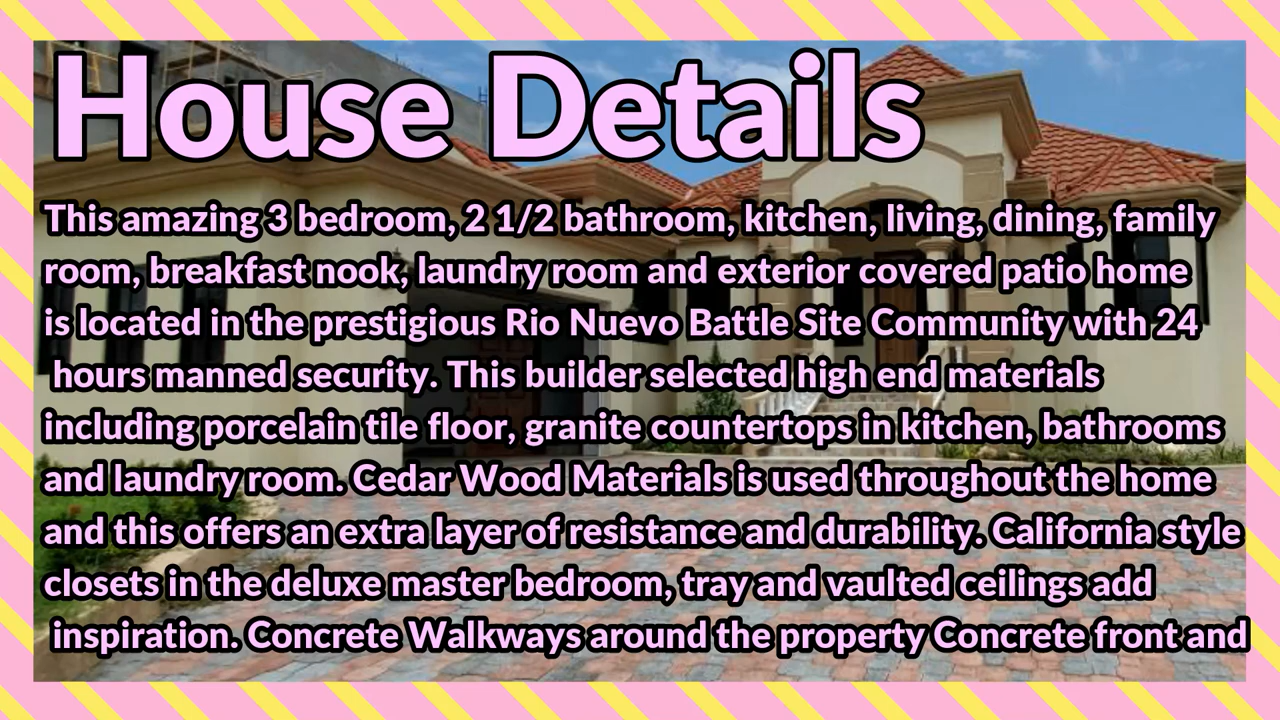 House Details
This amazing 3 bedroom, 2 1/2 bathroom, kitchen, living, dining, family
room, breakfast nook, laundry room and exterior covered patio home
is located in the prestigious Rio Nuevo Battle Site Community with 24
hours manned security. This builder selected high end materials
including porcelain tile floor, granite countertops in kitchen, bathrooms
and laundry room. Cedar Wood Materials is used throughout the home
and this offers an extra layer of resistance and durability. California style
closets in the deluxe master bedroom, tray and vaulted ceilings add
inspiration. Concrete Walkways around the property Concrete front and